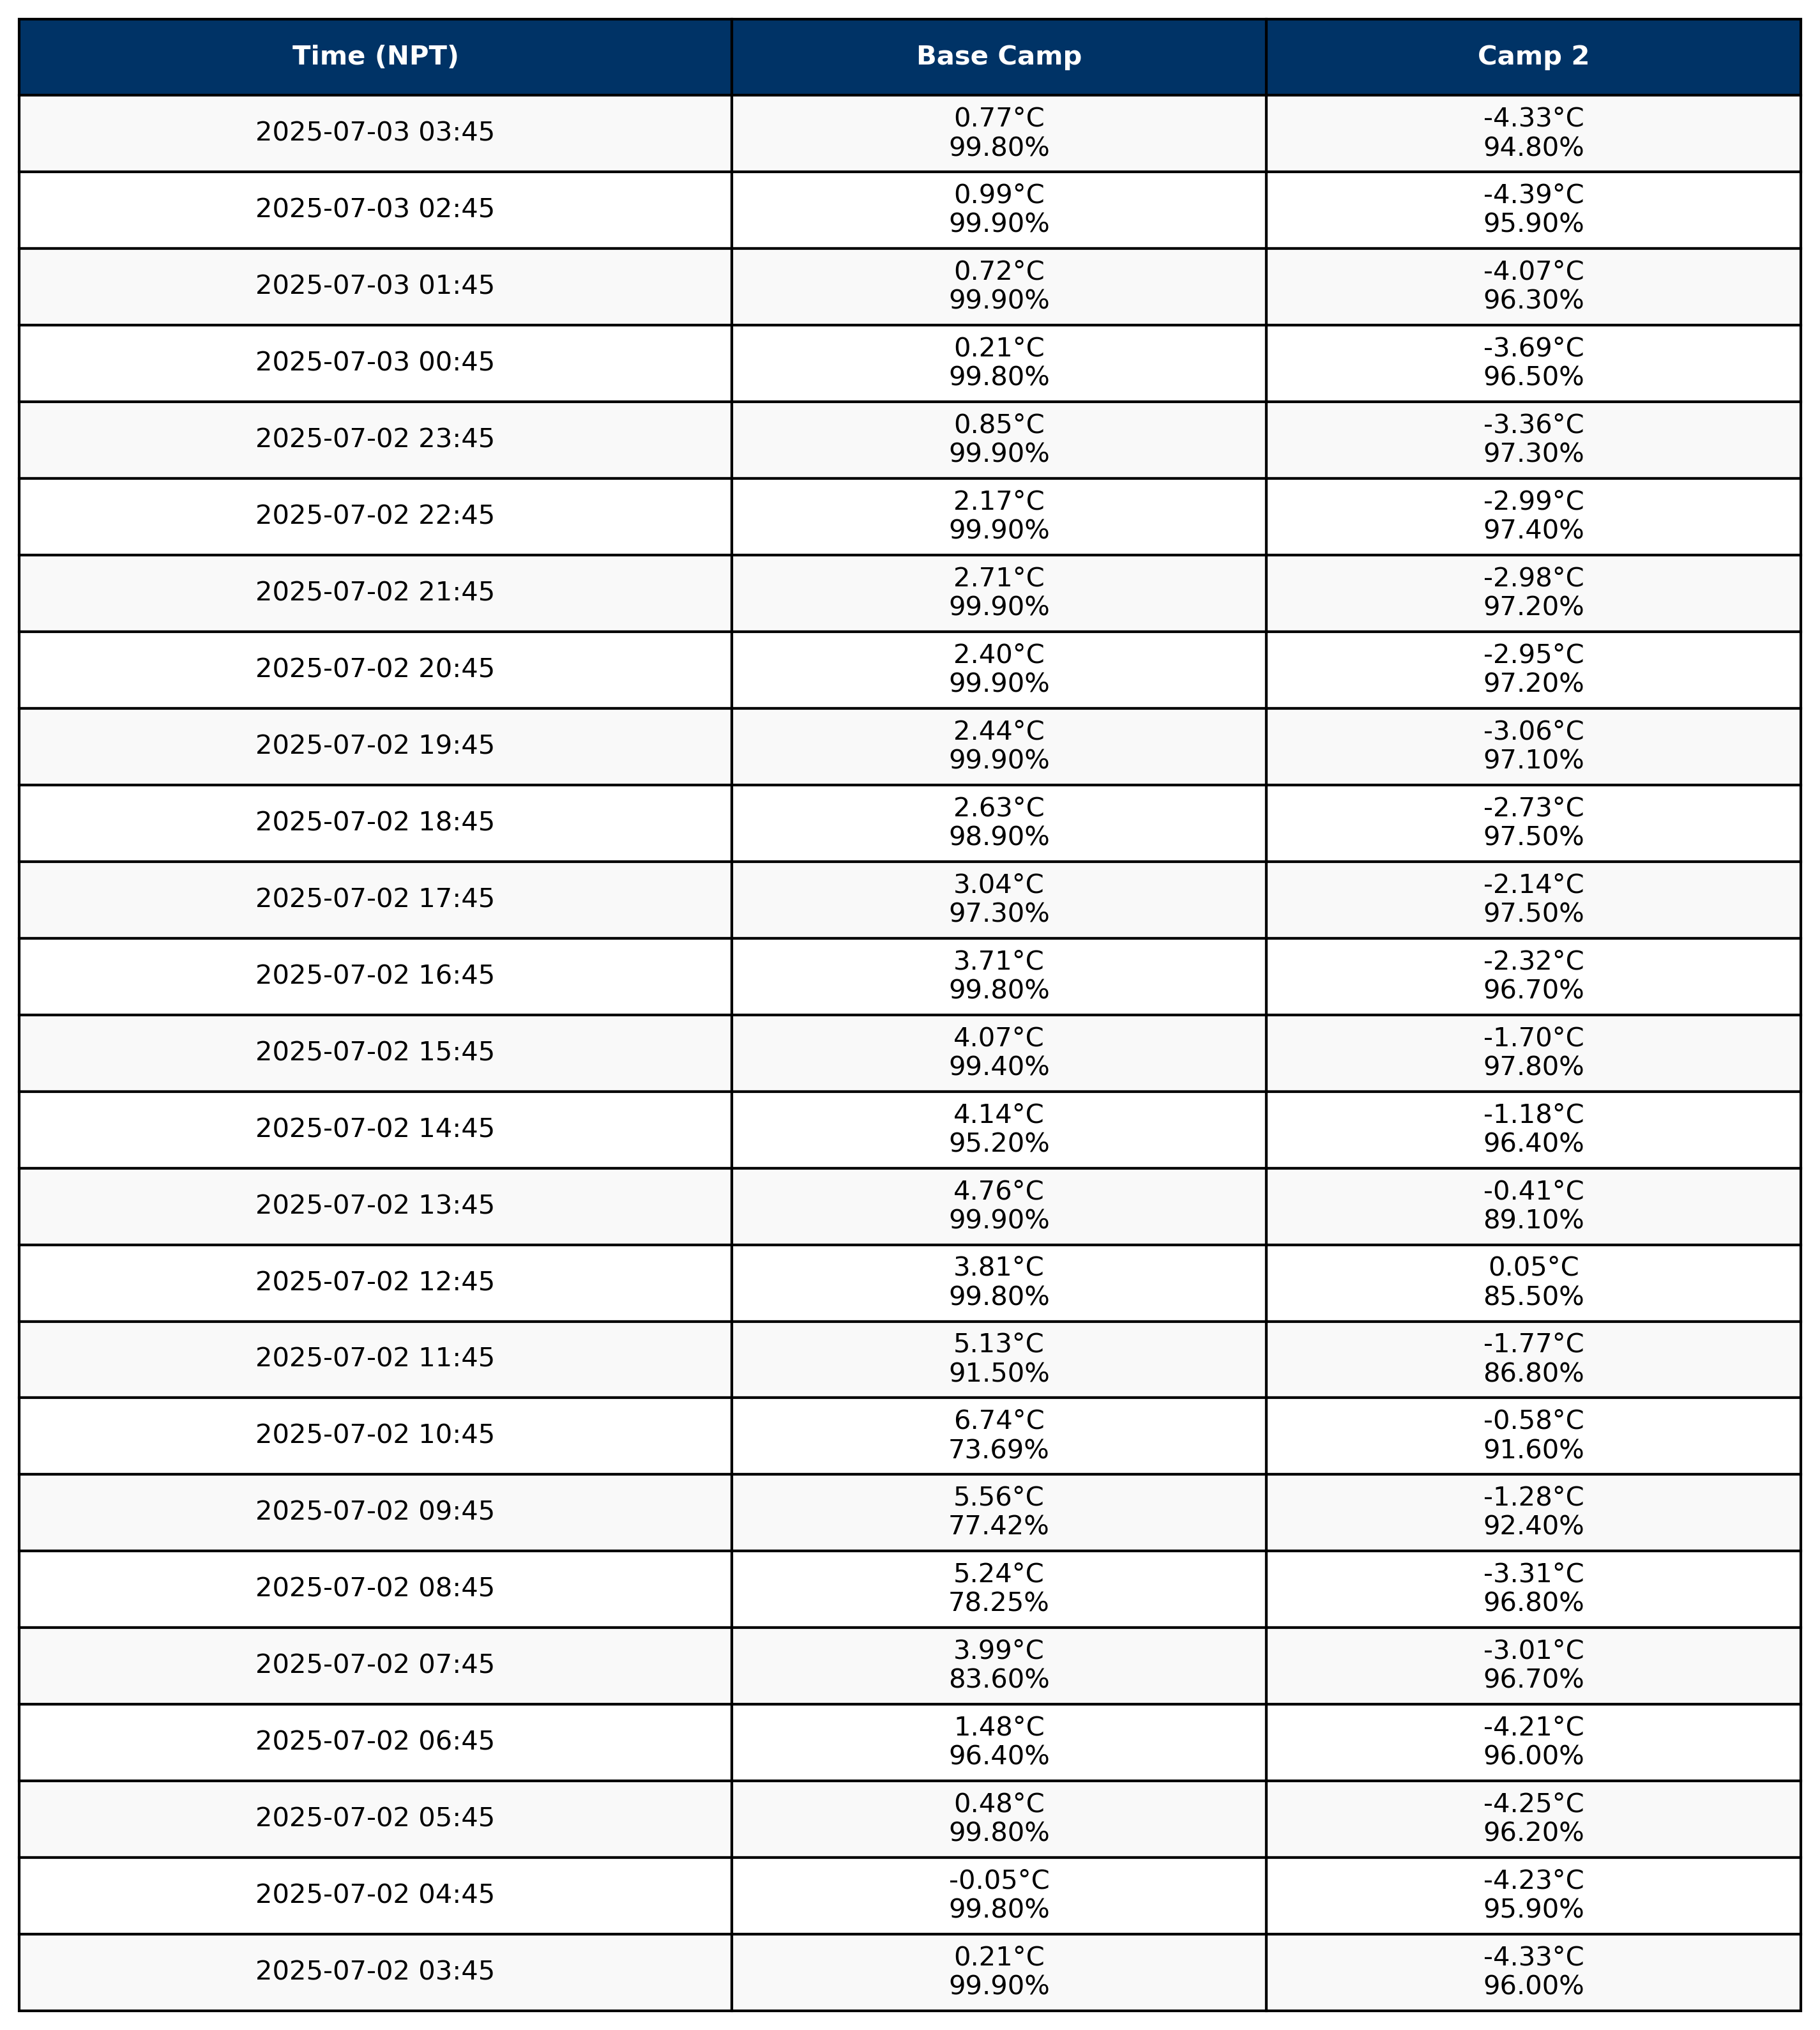 Time (NPT) Base Camp Camp 2
2025-07-03 03:45 0.77°C -4.33°C
99.80% 94.80%
2025-07-03 02:45 0.99°C -4.39°C
99.90% 95.90%
2025-07-03 01:45 0.72°C -4.07°C
99.90% 96.30%
2025-07-03 00:45 0.21°C -3.69°C
99.80% 96.50%
2025-07-02 23:45 0.85°C -3.36°C
99.90% 97.30%
2025-07-02 22:45 2.17°C -2.99°C
99.90% 97.40%
2025-07-02 21:45 2.71°C -2.98°C
99.90% 97.20%
2025-07-02 20:45 2.40°C -2.95°C
99.90% 97.20%
2025-07-02 19:45 2.44°C -3.06°C
99.90% 97.10%
2025-07-02 18:45 2.63°C -2.73°C
98.90% 97.50%
2025-07-02 17:45 3.04°C -2.14°C
97.30% 97.50%
2025-07-02 16:45 3.71°C -2.32°C
99.80% 96.70%
2025-07-02 15:45 4.07°C -1.70°C
99.40% 97.80%
2025-07-02 14:45 4.14°C -1.18°C
95.20% 96.40%
2025-07-02 13:45 4.76°C -0.41°C
99.90% 89.10%
2025-07-02 12:45 3.81°C 0.05°C
99.80% 85.50%
2025-07-02 11:45 5.13°C -1.77°C
91.50% 86.80%
2025-07-02 10:45 6.74°C -0.58°C
73.69% 91.60%
2025-07-02 09:45 5.56°C -1.28°C
77.42% 92.40%
2025-07-02 08:45 5.24°C -3.31°C
78.25% 96.80%
2025-07-02 07:45 3.99°C -3.01°C
83.60% 96.70%
2025-07-02 06:45 1.48°C -4.21°C
96.40% 96.00%
2025-07-02 05:45 0.48°C -4.25°C
99.80% 96.20%
2025-07-02 04:45 -0.05°C -4.23°C
99.80% 95.90%
2025-07-02 03:45 0.21°C -4.33°C
99.90% 96.00%